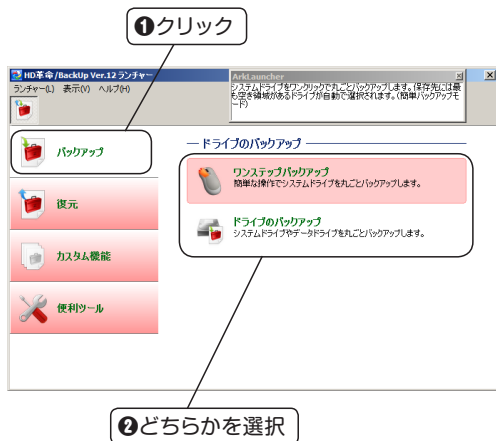 ❶クリック
HD革命/BackUp Ver.12 ランチャー
ArkLauncher
ランチャー(L) 表示(V) ヘルプ(H)
システムドライブをワンクリックで丸ごとバックアップします。保存先には最
も空き領域があるドライブが自動で選択されます。(簡単バックアップモ
ード)
バックアップ
復元
カスタム機能
便利ツール
ドライブのバックアップ
ワンステップバックアップ
簡単な操作でシステムドライブを丸ごとバックアップします。
ドライブのバックアップ
システムドライブやデータドライブを丸ごとバックアップします。
❷どちらかを選択